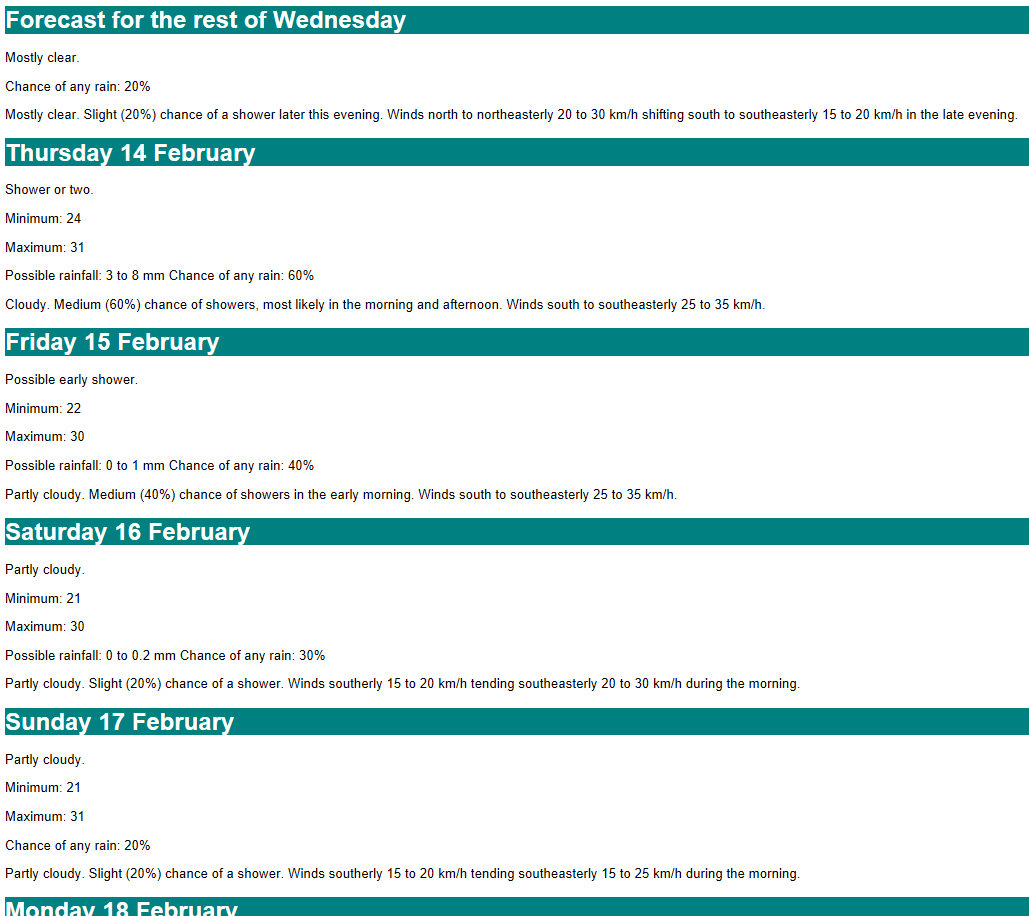 Forecast for the rest of Wednesday
Mostly clear.
Chance of any rain: 20%
Mostly clear. Slight (20%) chance of a shower later this evening. Winds north to northeasterly 20 to 30 km/h shifting south to southeasterly 15 to 20 km/h in the late evening.
Thursday 14 February
Shower or two.
Minimum: 24
Maximum: 31
Possible rainfall: 3 to 8 mm Chance of any rain: 60%
Cloudy. Medium (60%) chance of showers, most likely in the morning and afternoon. Winds south to southeasterly 25 to 35 km/h.
Friday 15 February
Possible early shower.
Minimum: 22
Maximum: 30
Possible rainfall: 0 to 1 mm Chance of any rain: 40%
Partly cloudy. Medium (40%) chance of showers in the early morning. Winds south to southeasterly 25 to 35 km/h.
Saturday 16 February
Partly cloudy.
Minimum: 21
Maximum: 30
Possible rainfall: 0 to 0.2 mm Chance of any rain: 30%
Partly cloudy. Slight (20%) chance of a shower. Winds southerly 15 to 20 km/h tending southeasterly 20 to 30 km/h during the morning.
Sunday 17 February
Partly cloudy.
Minimum: 21
Maximum: 31
Chance of any rain: 20%
Partly cloudy. Slight (20%) chance of a shower. Winds southerly 15 to 20 km/h tending southeasterly 15 to 25 km/h during the morning.
Monday 18 February